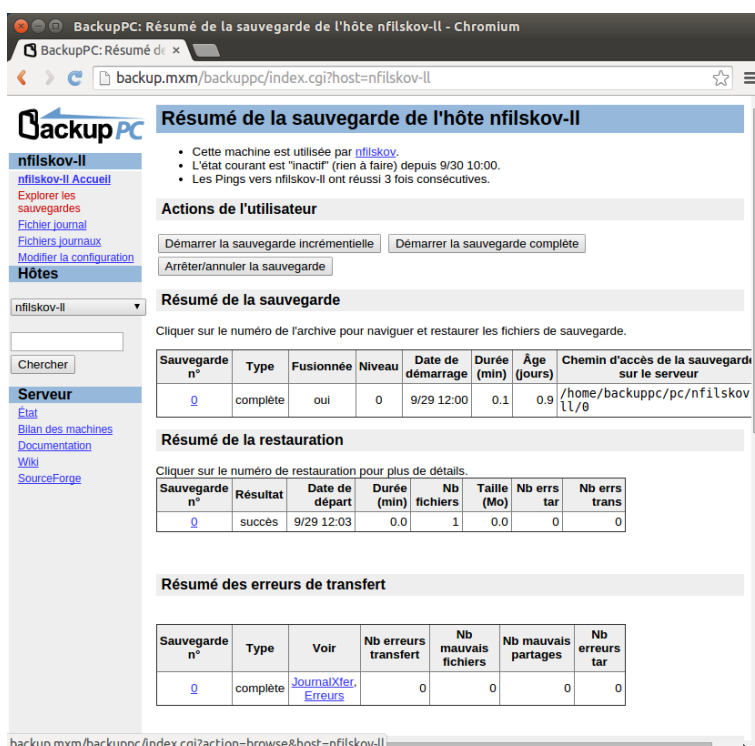 BackupPC: Résumé de la sauvegarde de l'hôte nfilskov-ll - Chromium
BackupPC: Résumé de
backup.mxm/backuppc/index.cgi?host=nfilskov-ll
BackupPC
nfilskov-ll
nfilskov-ll Accueil
Explorer les
sauvegardes
Fichier journal
Fichiers journaux
Modifier la configuration
Hôtes
nfilskov-ll
Chercher
Serveur
État
Bilan des machines
Documentation
Wiki
SourceForge
Résumé de la sauvegarde de l'hôte nfilskov-ll
• Cette machine est utilisée par nfilskov.
• L'état courant est "inactif" (rien à faire) depuis 9/30 10:00.
• Les Pings vers nfilskov-ll ont réussi 3 fois consécutives.
Actions de l'utilisateur
Démarrer la sauvegarde incrémentielle Démarrer la sauvegarde complète
Arrêter/annuler la sauvegarde
Résumé de la sauvegarde
Cliquer sur le numéro de l'archive pour naviguer et restaurer les fichiers de sauvegarde.
Sauvegarde n° Type Fusionnée Niveau Date de démarrage Durée (min) Âge (jours) Chemin d'accès de la sauvegarde sur le serveur
0 complète oui 0 9/29 12:00 0.1 0.9 /home/backuppc/pc/nfilskov
ll/0
Résumé de la restauration
Cliquer sur le numéro de restauration pour plus de détails.
Sauvegarde n° Résultat Date de départ Durée (min) Nb fichiers Taille (Mo) Nb errs tar Nb errs trans
0 succès 9/29 12:03 0.0 1 0.0 0 0
Résumé des erreurs de transfert
Sauvegarde n° Type Voir Nb erreurs transfert Nb mauvais fichiers Nb mauvais partages Nb erreurs tar
0 complète JournalXfer, Erreurs 0 0 0 0
backup.mxm/backuppc/index.cgi?action=browse&host=nfilskov-ll